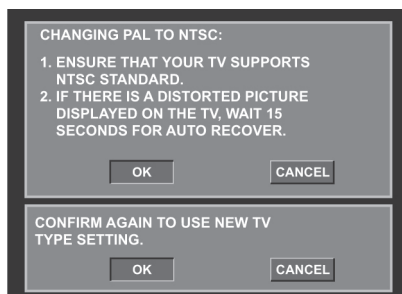 CHANGING PAL TO NTSC:
1. ENSURE THAT YOUR TV SUPPORTS
NTSC STANDARD.
2. IF THERE IS A DISTORTED PICTURE
DISPLAYED ON THE TV, WAIT 15
SECONDS FOR AUTO RECOVER.
OK CANCEL
CONFIRM AGAIN TO USE NEW TV
TYPE SETTING.
OK CANCEL